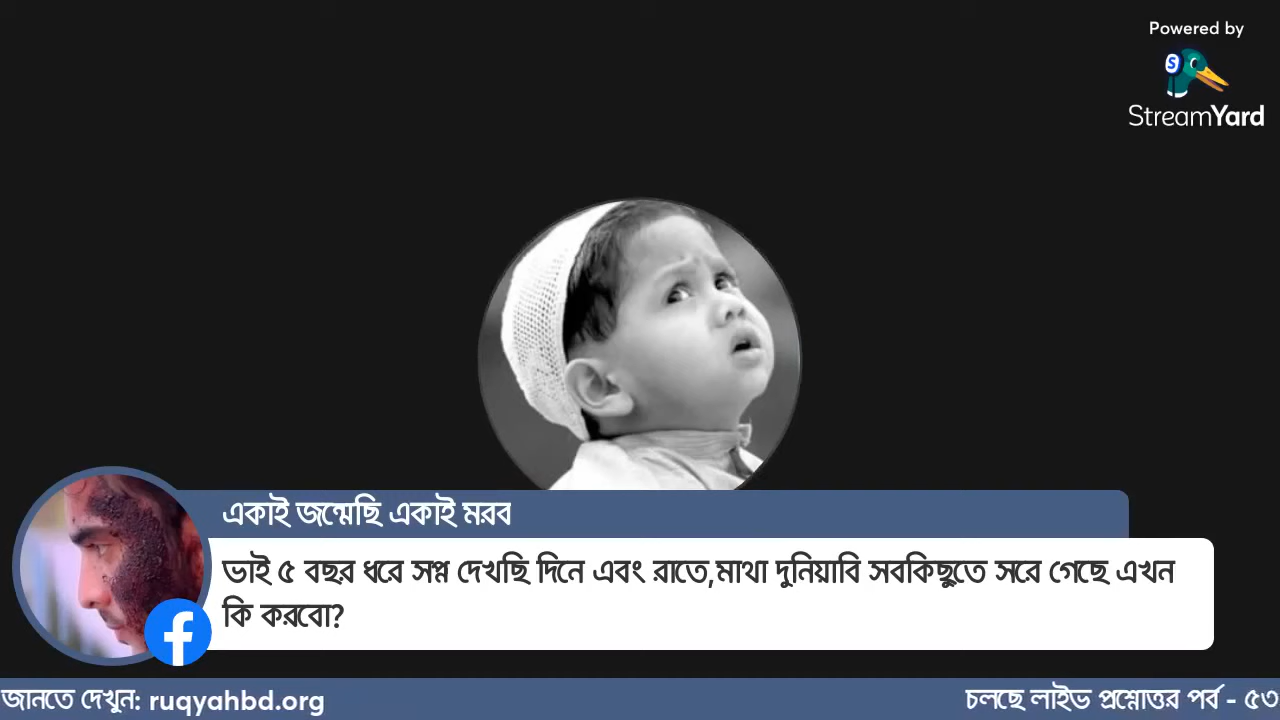 Powered by
StreamYard
একাই জন্মেছি একাই মরব
ভাই ৫ বছর ধরে সপ্ন দেখছি দিনে এবং রাতে,মাথা দুনিয়াবি সবকিছুতে সরে গেছে এখন
কি করবো?
জানতে দেখুন: ruqyahbd.org
চলছে লাইভ প্রশ্নোত্তর পর্ব - ৫৩